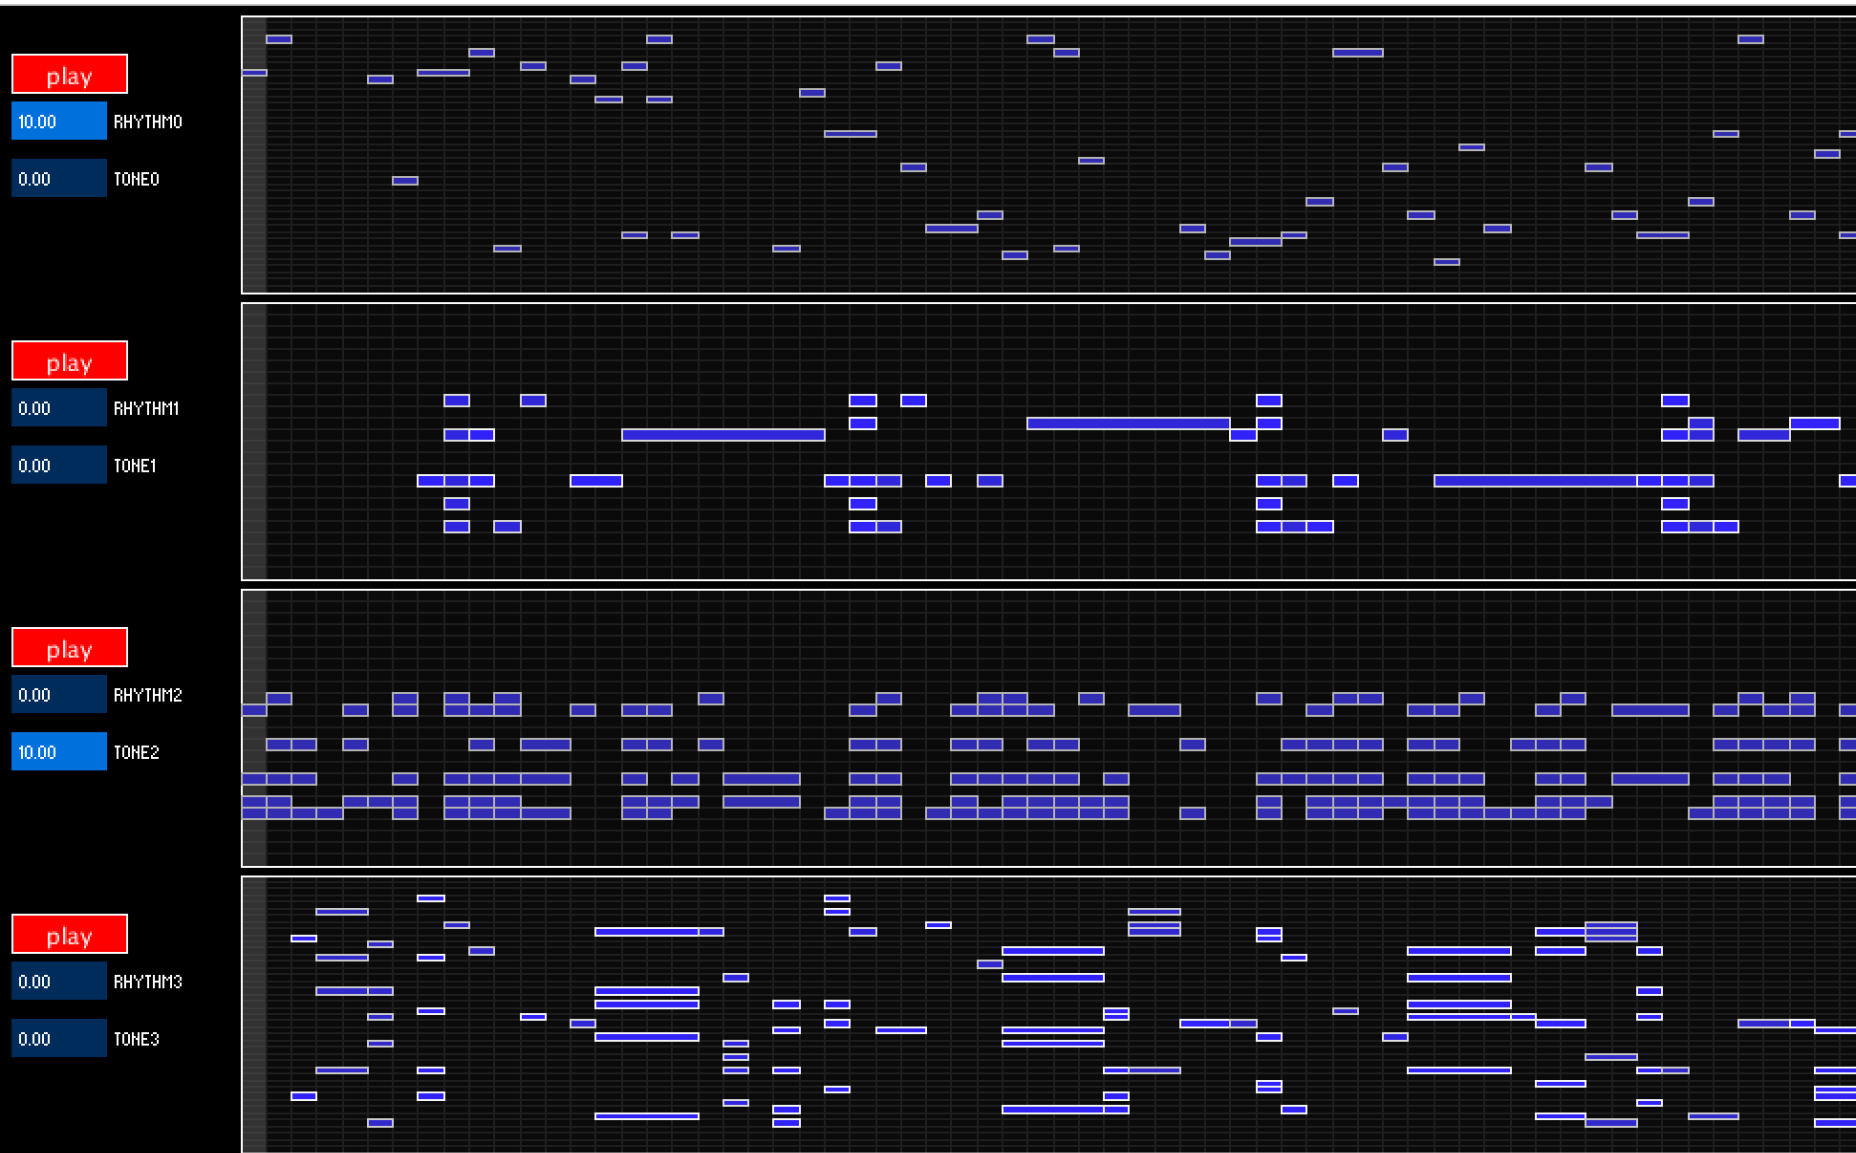 play
10.00 RHYTHM0
0.00 TONE0
play
0.00 RHYTHM1
0.00 TONE1
play
0.00 RHYTHM2
10.00 TONE2
play
0.00 RHYTHM3
0.00 TONE3